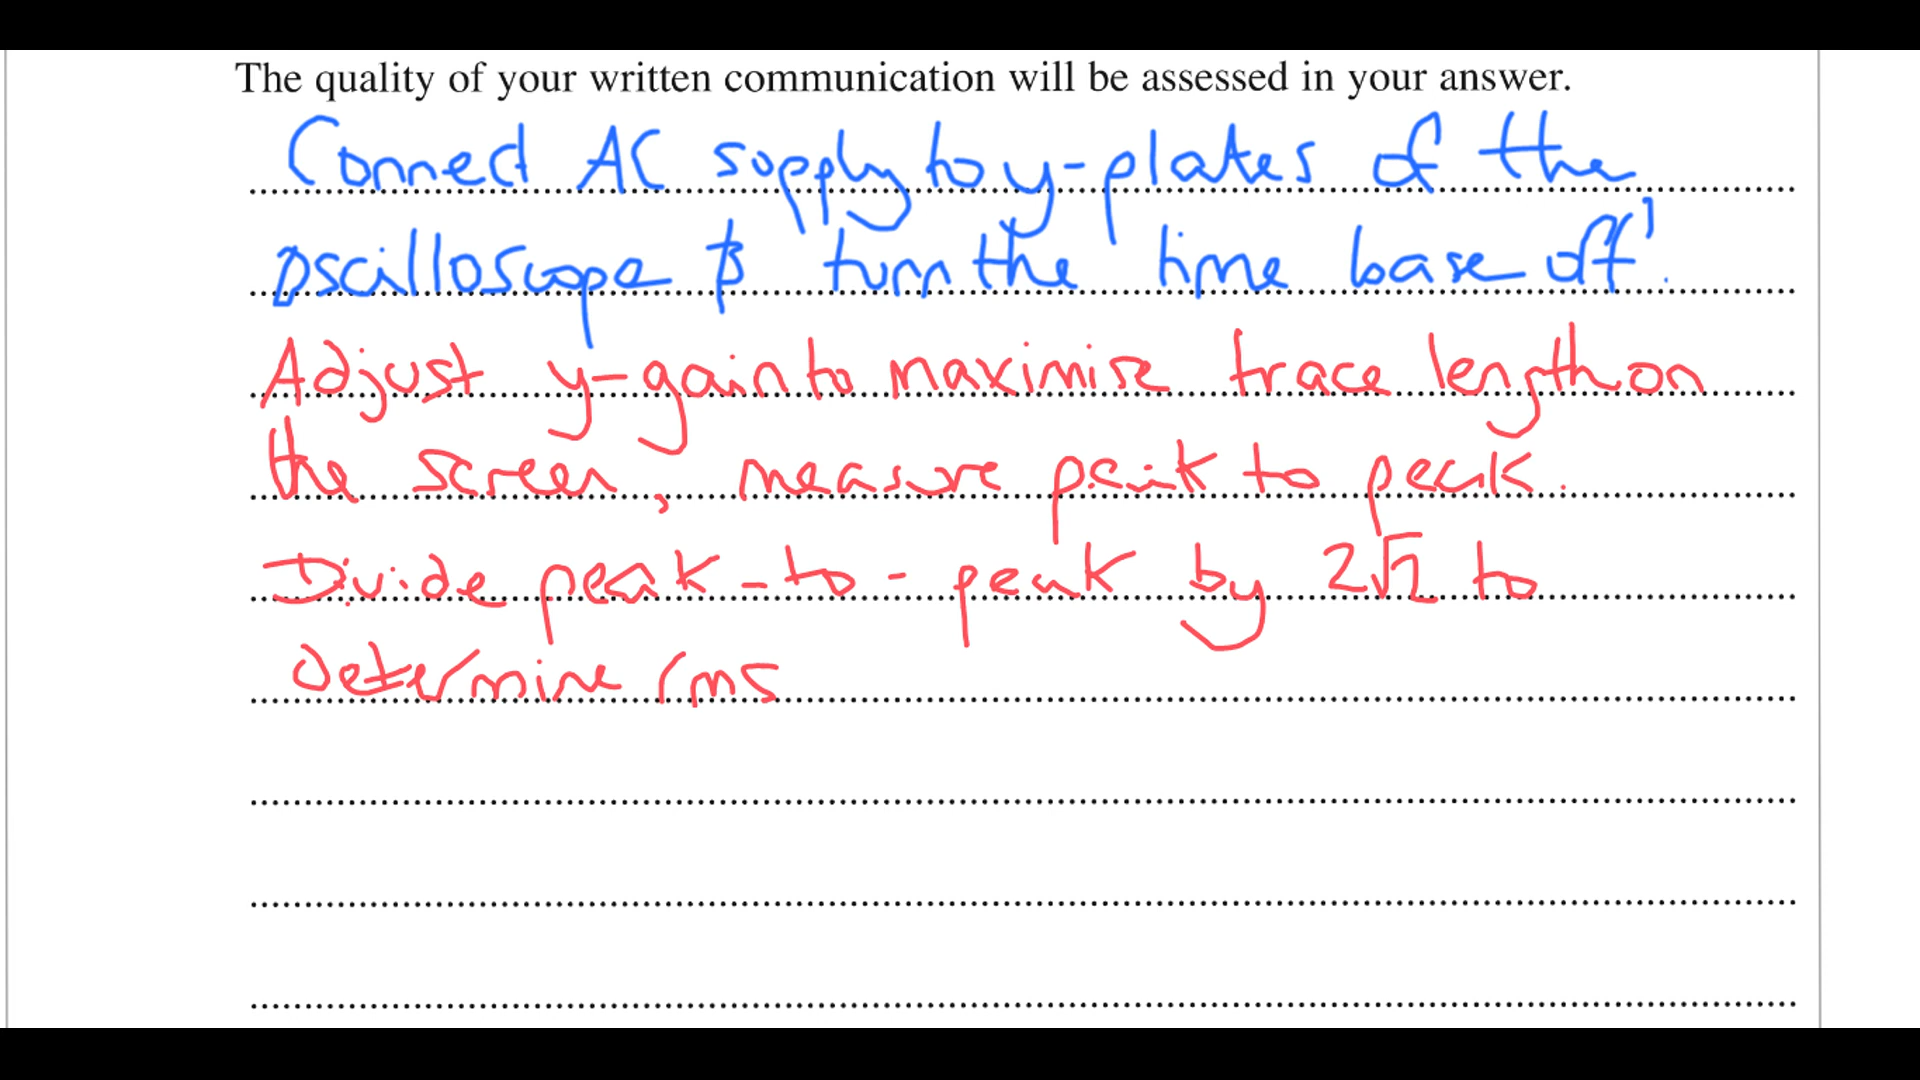 The quality of your written communication will be assessed in your answer.
Connect AC supply to y-plates of the
oscilloscope & turn the time base off.
Adjust y-gain to maximise trace length on
the screen, measure peak to peak.
Divide peak-to-peak by 2√2 to
determine rms